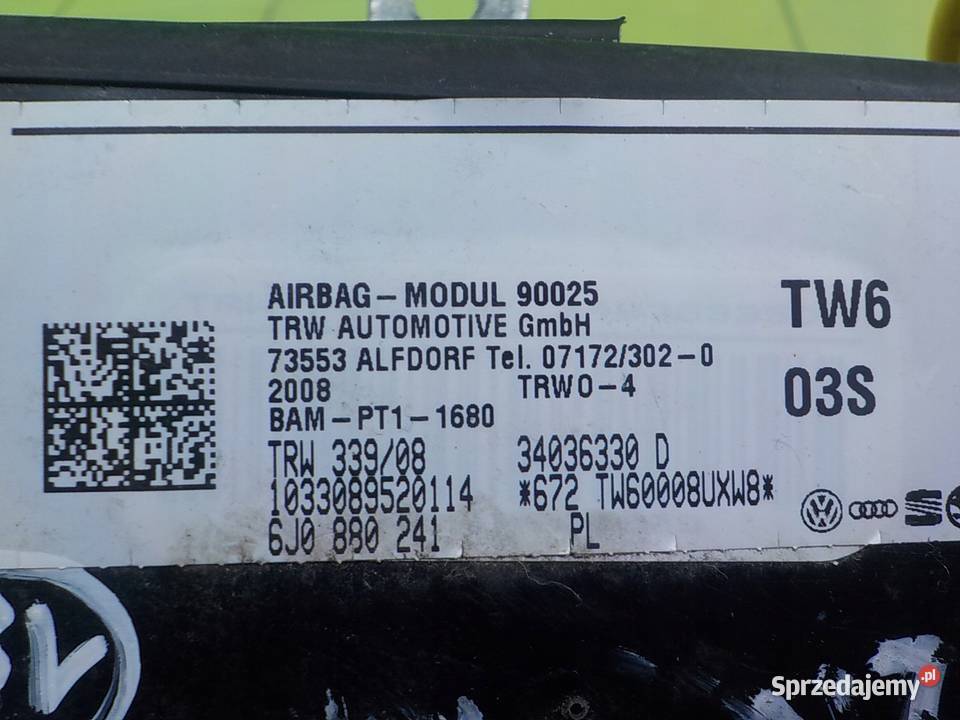 AIRBAG-MODUL 90025
TRW AUTOMOTIVE GmbH
73553 ALFDORF Tel. 07172/302-0
2008 TRWO-4
BAM-PT1-1680
TRW 339/08 34036330 D
1033089520114 *672 TW60008UXW8*
6J0 880 241 PL
TW6
03S
Sprzedajemy.pl